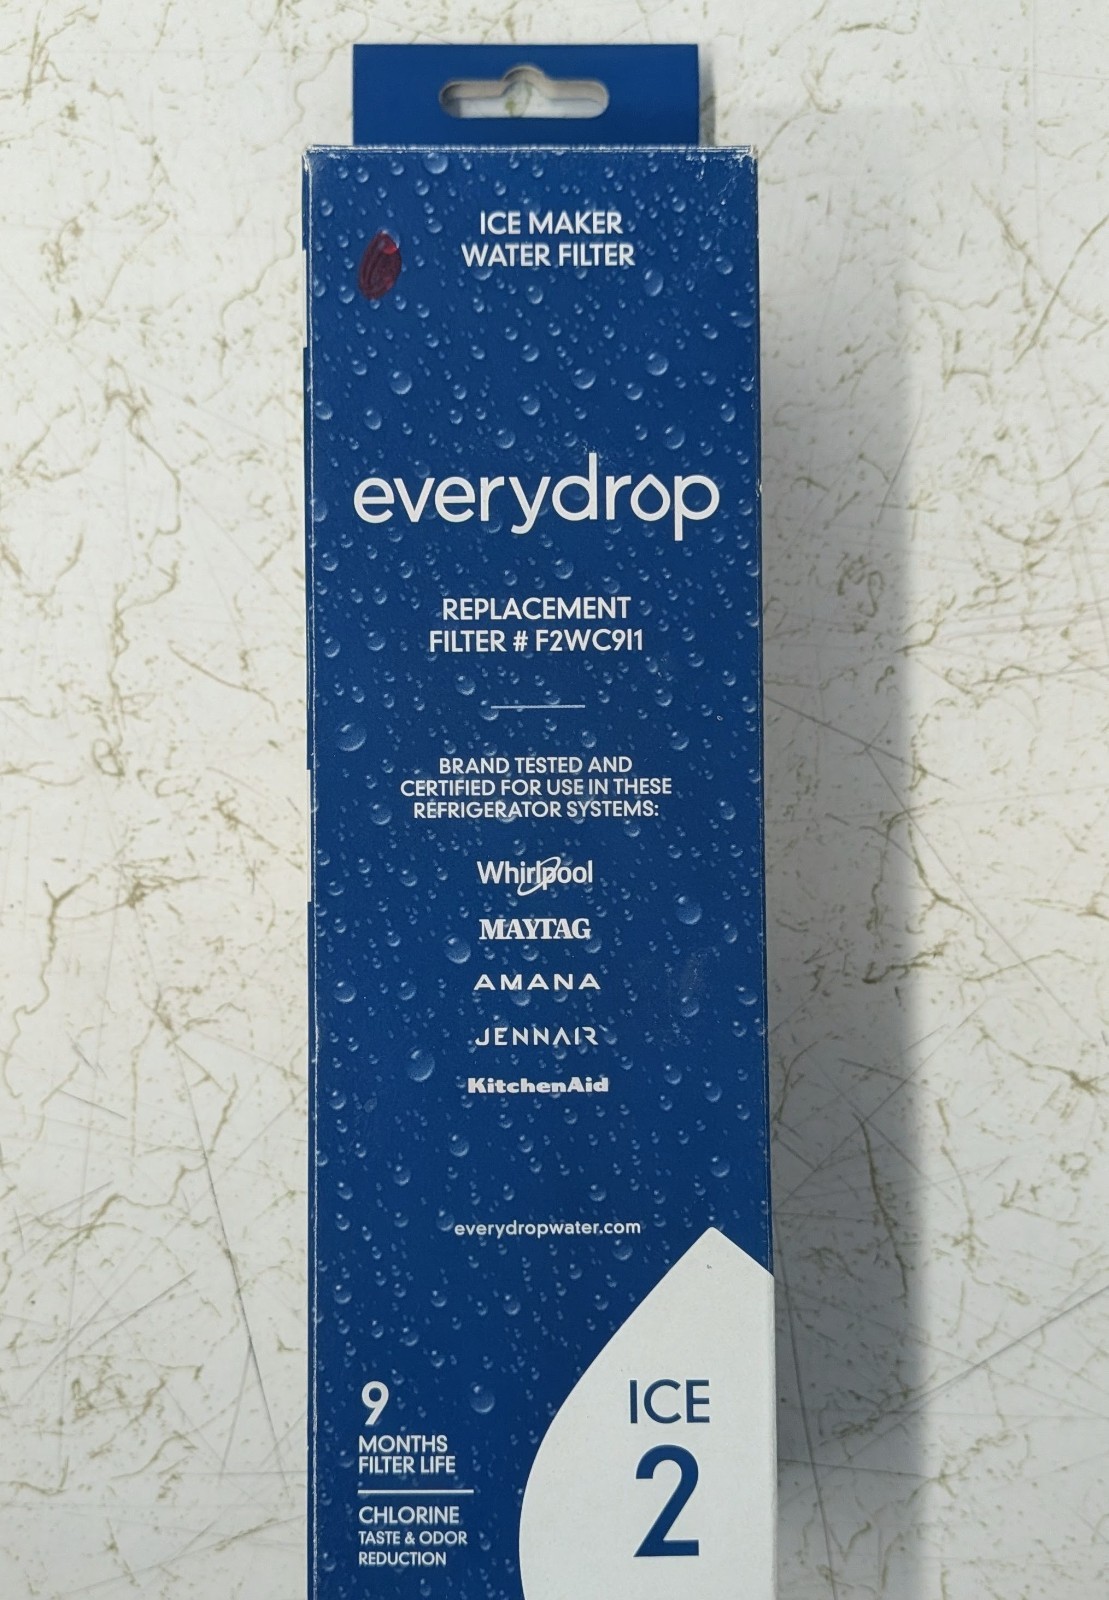 ICE MAKER
WATER FILTER
everydrop
REPLACEMENT
FILTER # F2WC9I1
BRAND TESTED AND
CERTIFIED FOR USE IN THESE
REFRIGERATOR SYSTEMS:
Whirlpool
MAYTAG
AMANA
JENNAIR
KitchenAid
everydropwater.com
9
MONTHS
FILTER LIFE
CHLORINE
TASTE & ODOR
REDUCTION
ICE
2